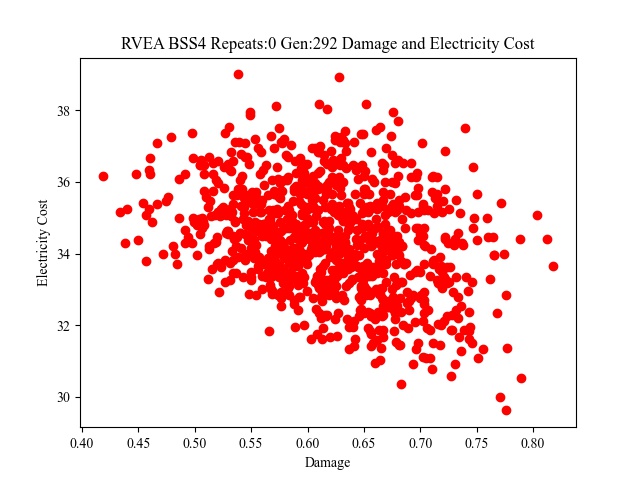 RVEA BSS4 Repeats:0 Gen:292 Damage and Electricity Cost
38
36
34
32
30
Electricity Cost
0.40 0.45 0.50 0.55 0.60 0.65 0.70 0.75 0.80
Damage